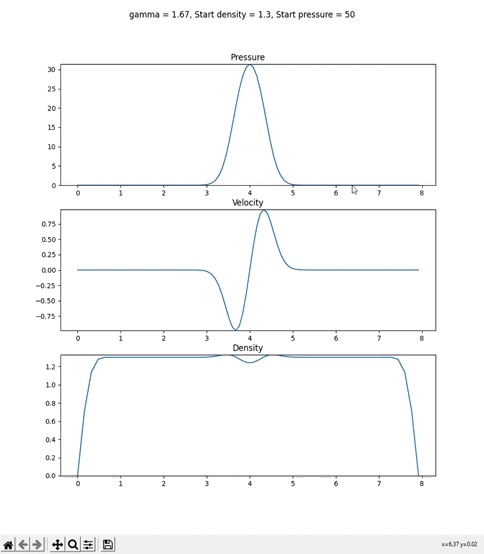 gamma = 1.67, Start density = 1.3, Start pressure = 50
Pressure
30
25
20
15
10
5
0
0 1 2 3 4 5 6 7 8
Velocity
0.75
0.50
0.25
0.00
−0.25
−0.50
−0.75
0 1 2 3 4 5 6 7 8
Density
1.2
1.0
0.8
0.6
0.4
0.2
0.0
0 1 2 3 4 5 6 7 8
x=6.37 y=0.02